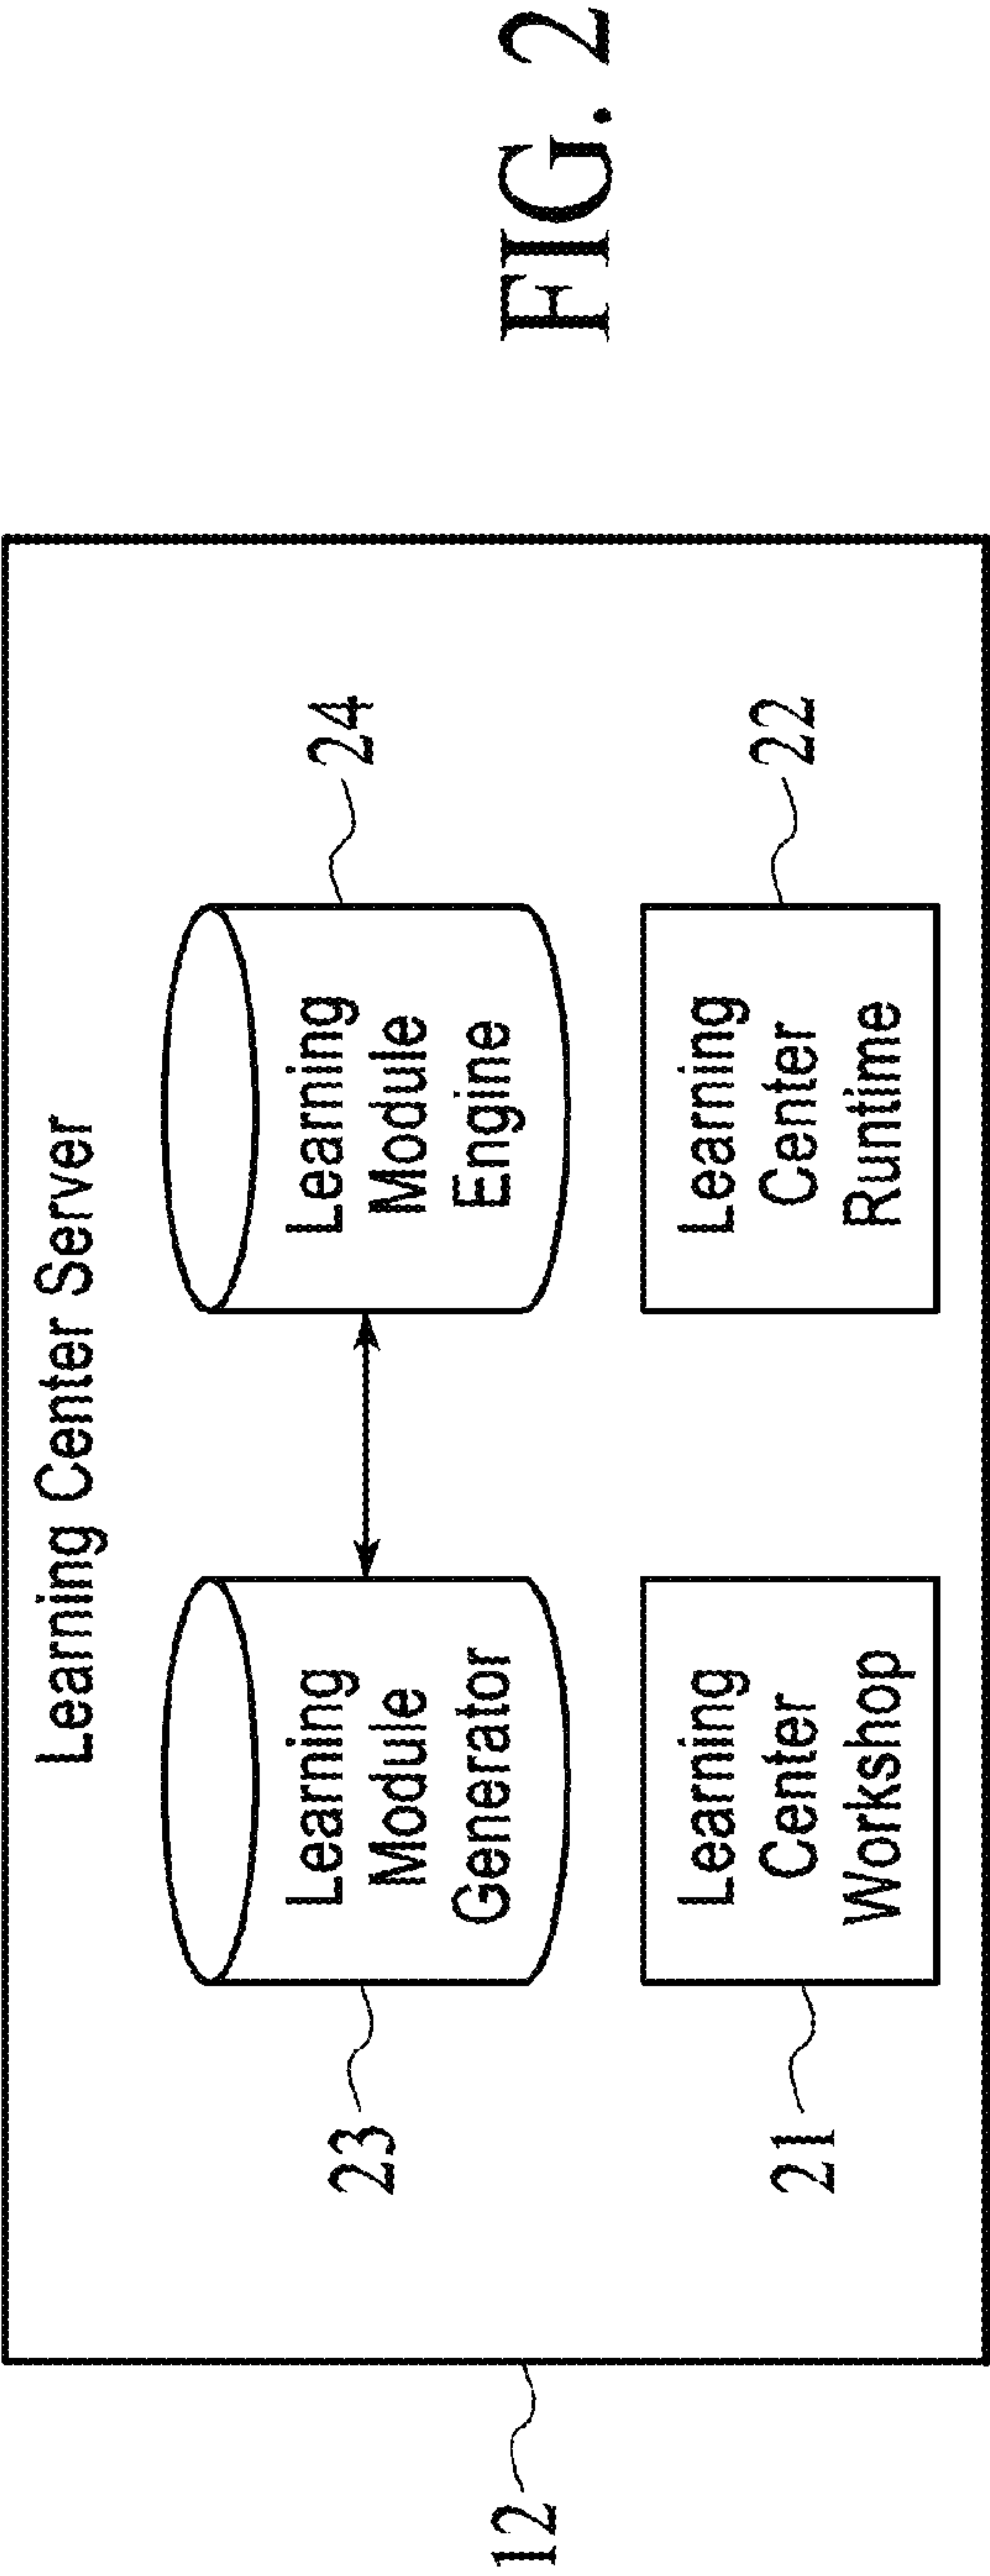 Learning Center Server
Learning
Module
Generator
23
Learning
Module
Engine
24
Learning
Center
Workshop
21
Learning
Center
Runtime
22
12
FIG. 2